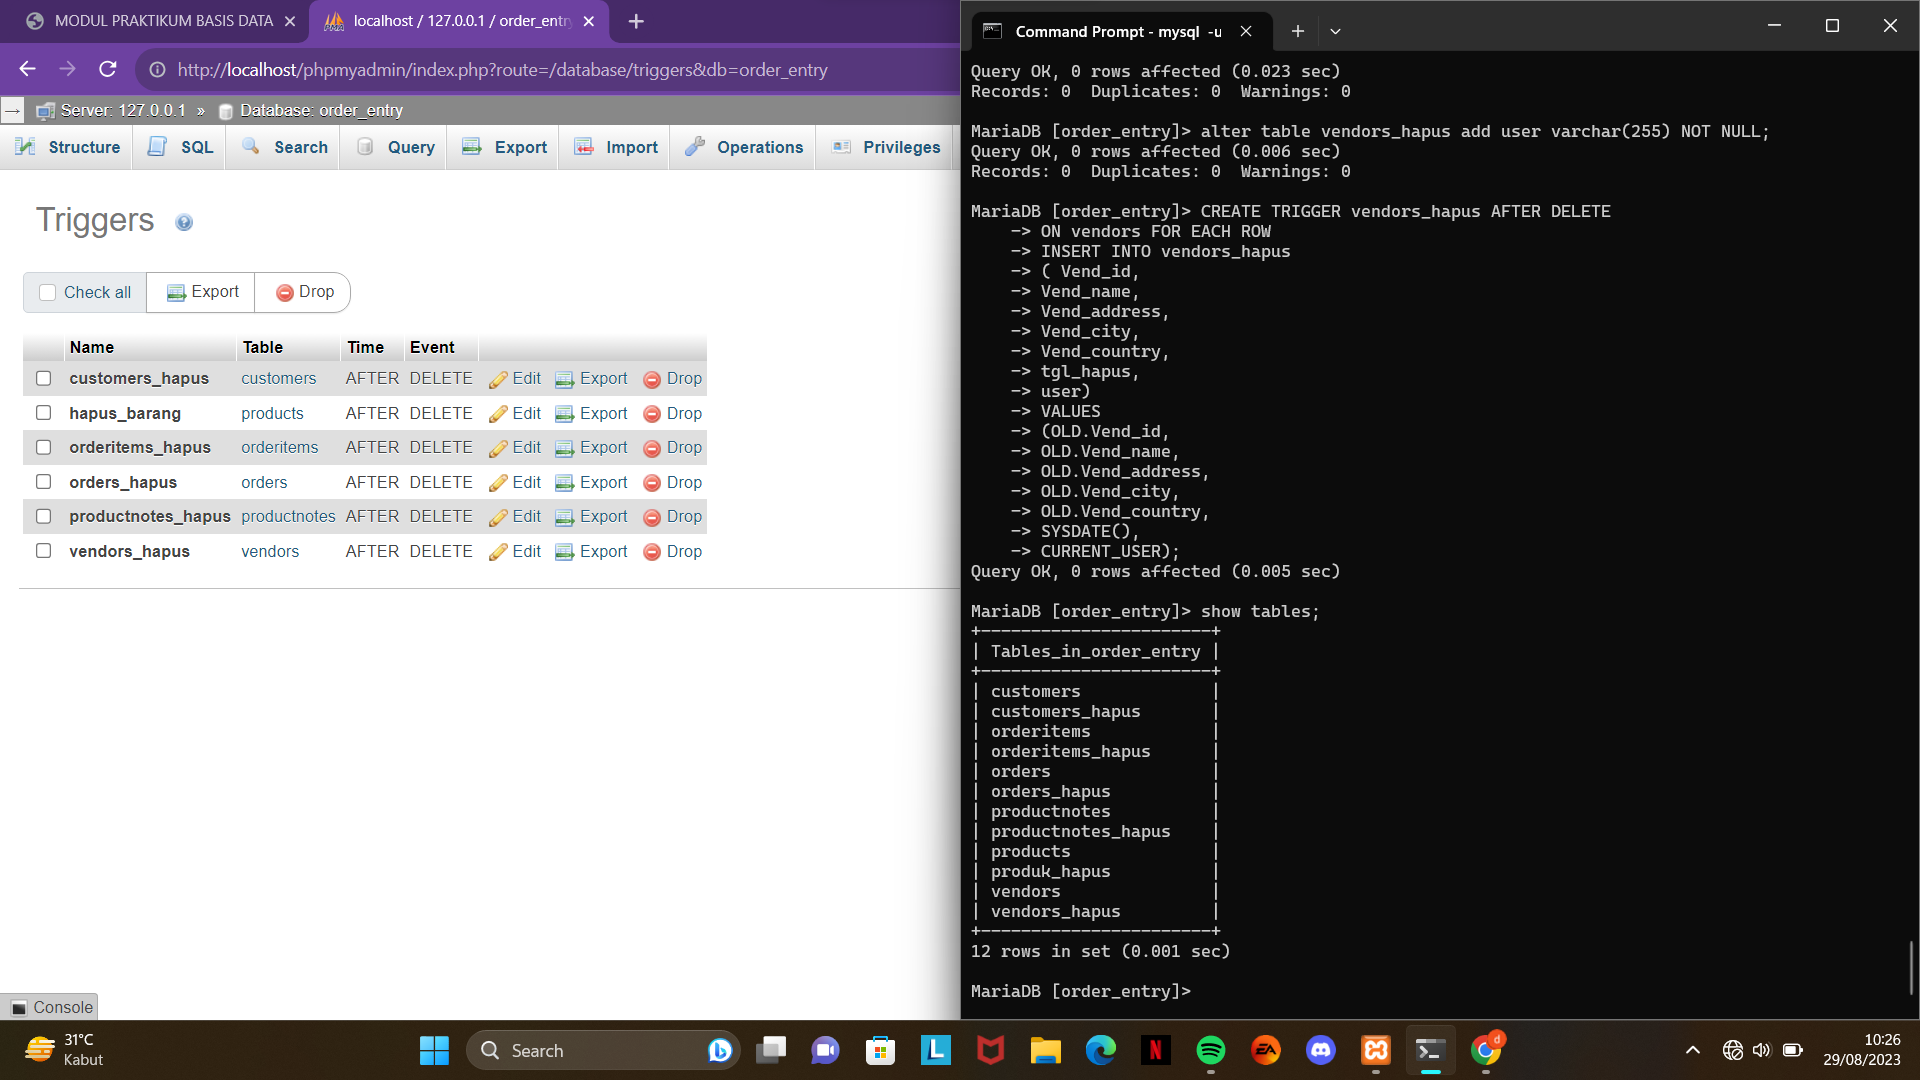 MODUL PRAKTIKUM BASIS DATA
localhost / 127.0.0.1 / order_entry
http://localhost/phpmyadmin/index.php?route=/database/triggers&db=order_entry
Server: 127.0.0.1 » Database: order_entry
Structure SQL Search Query Export Import Operations Privileges
Triggers
Check all Export Drop
Name Table Time Event
customers_hapus customers AFTER DELETE Edit Export Drop
hapus_barang products AFTER DELETE Edit Export Drop
orderitems_hapus orderitems AFTER DELETE Edit Export Drop
orders_hapus orders AFTER DELETE Edit Export Drop
productnotes_hapus productnotes AFTER DELETE Edit Export Drop
vendors_hapus vendors AFTER DELETE Edit Export Drop
Console
Command Prompt - mysql -u
Query OK, 0 rows affected (0.023 sec)
Records: 0 Duplicates: 0 Warnings: 0
MariaDB [order_entry]> alter table vendors_hapus add user varchar(255) NOT NULL;
Query OK, 0 rows affected (0.006 sec)
Records: 0 Duplicates: 0 Warnings: 0
MariaDB [order_entry]> CREATE TRIGGER vendors_hapus AFTER DELETE
-> ON vendors FOR EACH ROW
-> INSERT INTO vendors_hapus
-> ( Vend_id,
-> Vend_name,
-> Vend_address,
-> Vend_city,
-> Vend_country,
-> tgl_hapus,
-> user)
-> VALUES
-> (OLD.Vend_id,
-> OLD.Vend_name,
-> OLD.Vend_address,
-> OLD.Vend_city,
-> OLD.Vend_country,
-> SYSDATE(),
-> CURRENT_USER);
Query OK, 0 rows affected (0.005 sec)
MariaDB [order_entry]> show tables;
+-----------------------+
| Tables_in_order_entry |
+-----------------------+
| customers |
| customers_hapus |
| orderitems |
| orderitems_hapus |
| orders |
| orders_hapus |
| productnotes |
| productnotes_hapus |
| products |
| produk_hapus |
| vendors |
| vendors_hapus |
+-----------------------+
12 rows in set (0.001 sec)
MariaDB [order_entry]>
31°C
Kabut
Search
10:26
29/08/2023